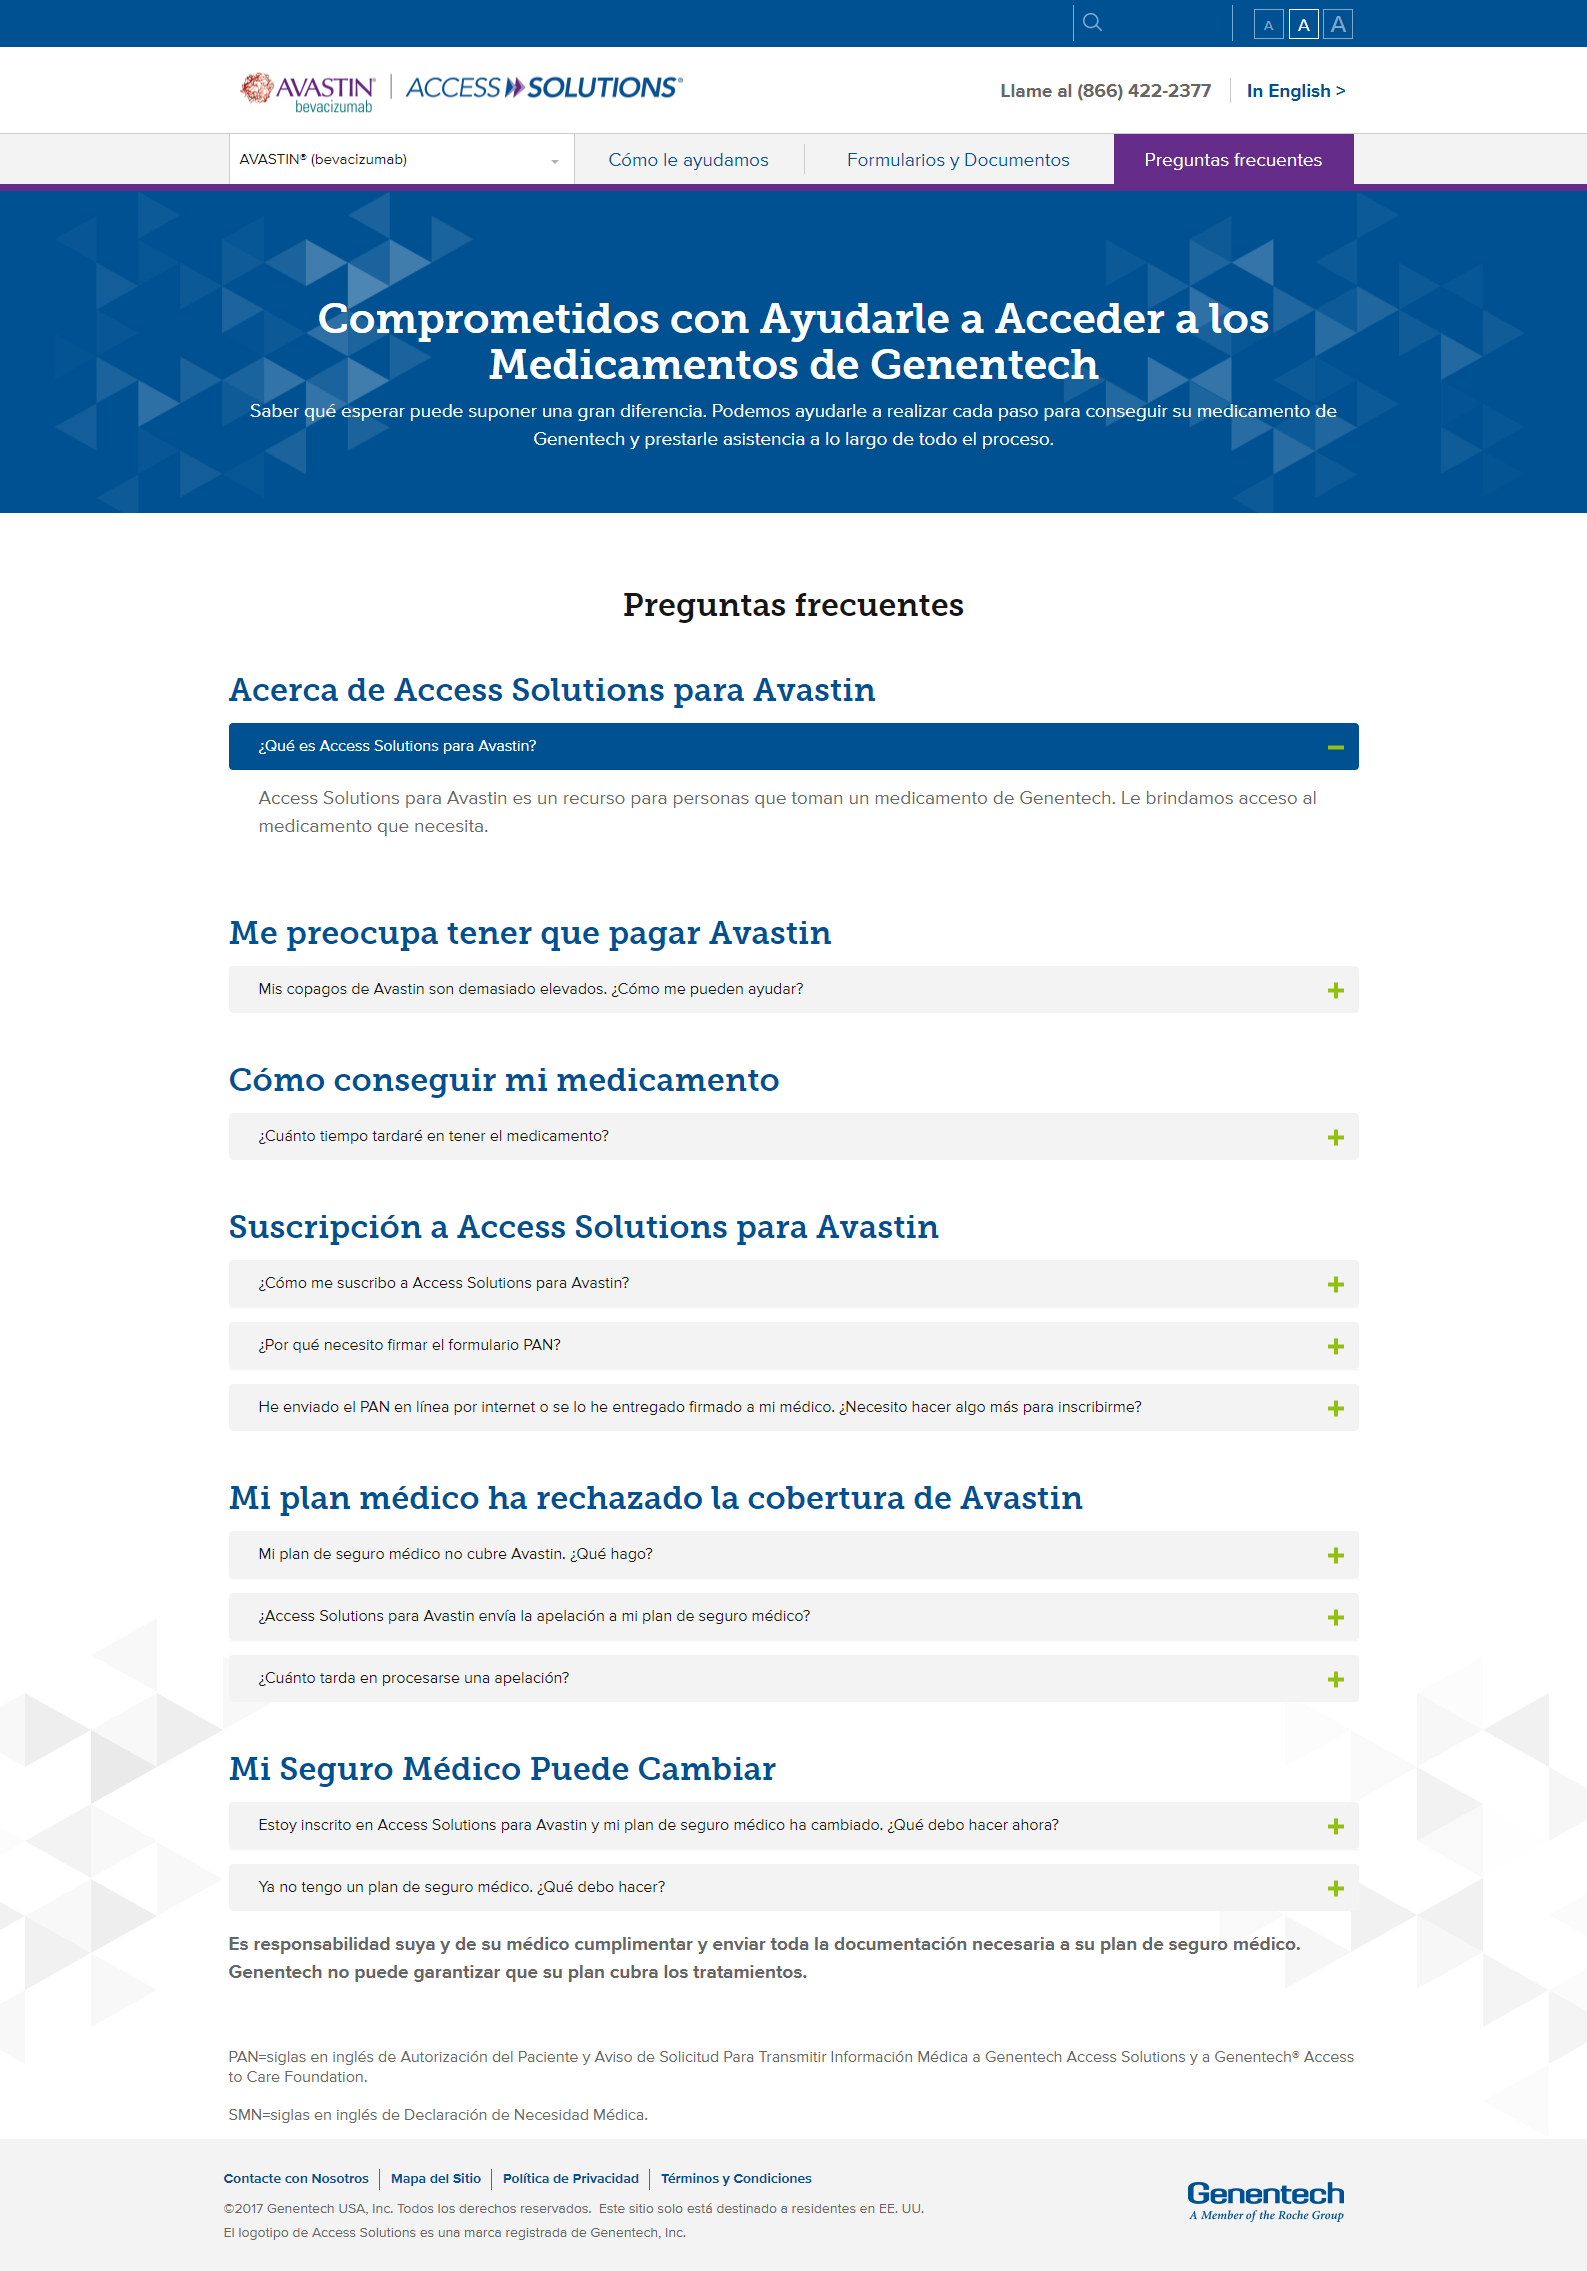 A A A
AVASTIN® | ACCESS SOLUTIONS®
bevacizumab
Llame al (866) 422-2377
In English >
AVASTIN® (bevacizumab)
Cómo le ayudamos
Formularios y Documentos
Preguntas frecuentes
Comprometidos con Ayudarle a Acceder a los
Medicamentos de Genentech
Saber qué esperar puede suponer una gran diferencia. Podemos ayudarle a realizar cada paso para conseguir su medicamento de
Genentech y prestarle asistencia a lo largo de todo el proceso.
Preguntas frecuentes
Acerca de Access Solutions para Avastin
¿Qué es Access Solutions para Avastin?
Access Solutions para Avastin es un recurso para personas que toman un medicamento de Genentech. Le brindamos acceso al
medicamento que necesita.
Me preocupa tener que pagar Avastin
Mis copagos de Avastin son demasiado elevados. ¿Cómo me pueden ayudar?
Cómo conseguir mi medicamento
¿Cuánto tiempo tardaré en tener el medicamento?
Suscripción a Access Solutions para Avastin
¿Cómo me suscribo a Access Solutions para Avastin?
¿Por qué necesito firmar el formulario PAN?
He enviado el PAN en línea por internet o se lo he entregado firmado a mi médico. ¿Necesito hacer algo más para inscribirme?
Mi plan médico ha rechazado la cobertura de Avastin
Mi plan de seguro médico no cubre Avastin. ¿Qué hago?
¿Access Solutions para Avastin envía la apelación a mi plan de seguro médico?
¿Cuánto tarda en procesarse una apelación?
Mi Seguro Médico Puede Cambiar
Estoy inscrito en Access Solutions para Avastin y mi plan de seguro médico ha cambiado. ¿Qué debo hacer ahora?
Ya no tengo un plan de seguro médico. ¿Qué debo hacer?
Es responsabilidad suya y de su médico cumplimentar y enviar toda la documentación necesaria a su plan de seguro médico.
Genentech no puede garantizar que su plan cubra los tratamientos.
PAN=siglas en inglés de Autorización del Paciente y Aviso de Solicitud Para Transmitir Información Médica a Genentech Access Solutions y a Genentech® Access
to Care Foundation.
SMN=siglas en inglés de Declaración de Necesidad Médica.
Contacte con Nosotros | Mapa del Sitio | Política de Privacidad | Términos y Condiciones
©2017 Genentech USA, Inc. Todos los derechos reservados. Este sitio solo está destinado a residentes en EE. UU.
El logotipo de Access Solutions es una marca registrada de Genentech, Inc.
Genentech
A Member of the Roche Group